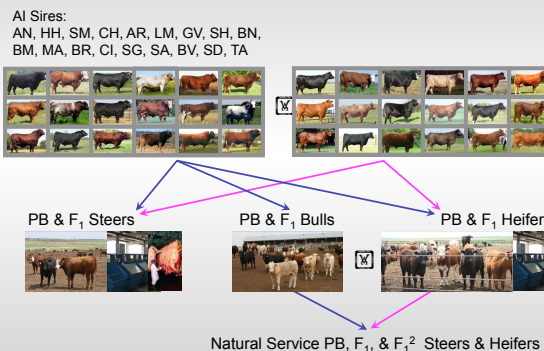 AI Sires:
AN, HH, SM, CH, AR, LM, GV, SH, BN,
BM, MA, BR, CI, SG, SA, BV, SD, TA
PB & F₁ Steers
PB & F₁ Bulls
PB & F₁ Heifer
Natural Service PB, F₁, & F₁² Steers & Heifers